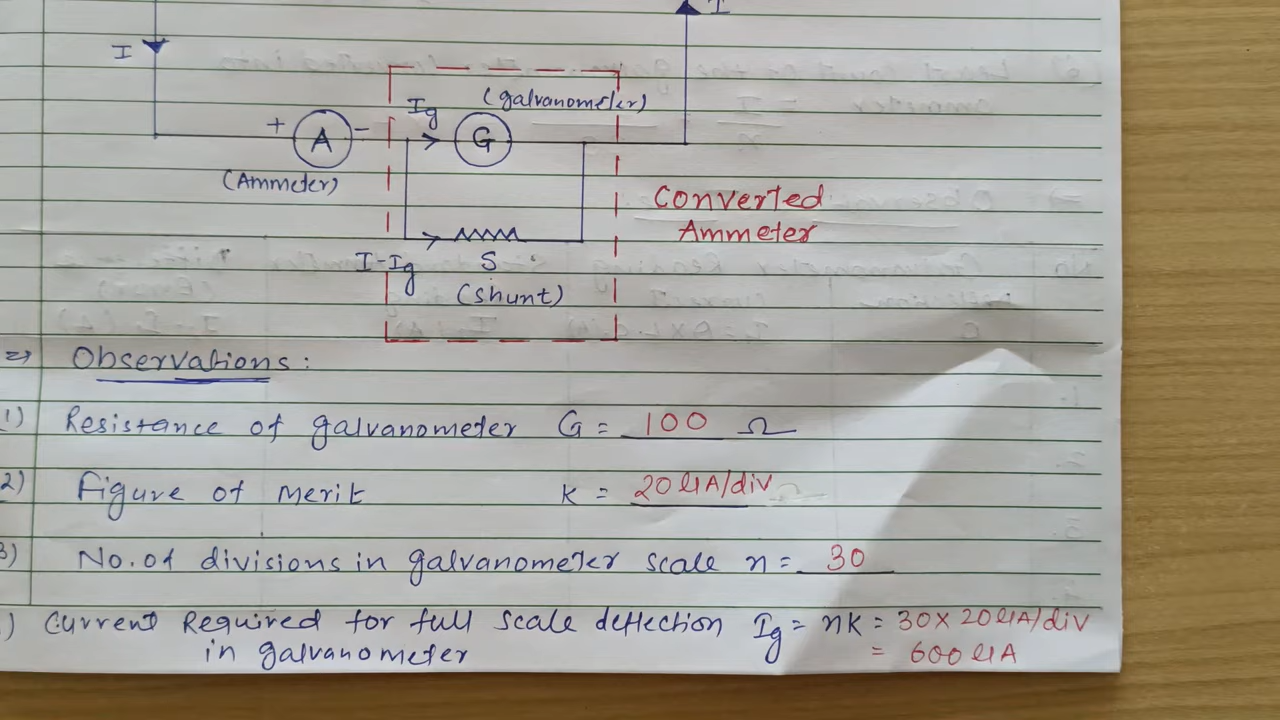 I
I
(galvanometer)
Ig
+ A - G
(Ammeter)
Converted
Ammeter
I-Ig S
(shunt)
⇒ Observations:
1) Resistance of galvanometer G = 100 Ω
2) Figure of merit K = 20 μA/div
3) No. of divisions in galvanometer scale n = 30
) Current Required for full scale deflection Ig = nk = 30 x 20 μA/div
in galvanometer = 600 μA